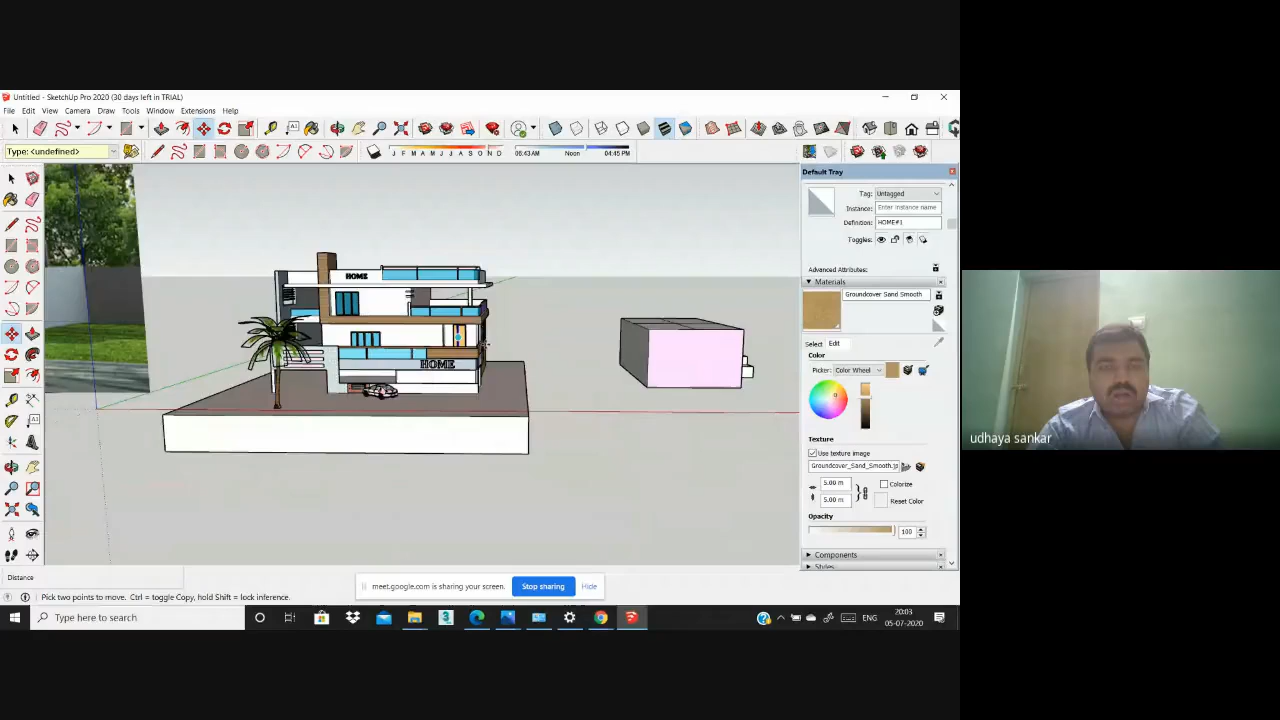 Untitled - SketchUp Pro 2020 (30 days left in TRIAL)
File Edit View Camera Draw Tools Window Extensions Help
Type: <undefined>
J F M A M J J A S O N D
06:43AM Noon 04:45 PM
Default Tray
Tag: Untagged
Instance: Enter instance name
Definition: HOME#1
Toggles:
Advanced Attributes:
Materials
Groundcover Sand Smooth
Select Edit
Color
Picker: Color Wheel
Texture
Use texture image
Groundcover_Sand_Smooth.jp
5.00 m
Colorize
5.00 m
Reset Color
Opacity
100
Components
Styles
HOME
HOME
udhaya sankar
Distance
meet.google.com is sharing your screen. Stop sharing Hide
Pick two points to move. Ctrl = toggle Copy, hold Shift = lock inference.
Type here to search
ENG
20:03
05-07-2020